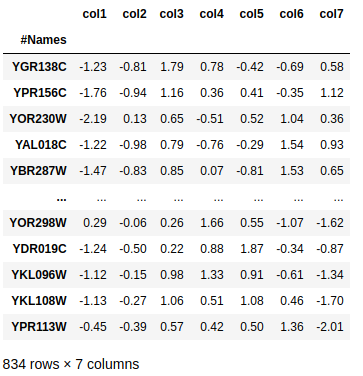 col1 col2 col3 col4 col5 col6 col7
#Names
YGR138C -1.23 -0.81 1.79 0.78 -0.42 -0.69 0.58
YPR156C -1.76 -0.94 1.16 0.36 0.41 -0.35 1.12
YOR230W -2.19 0.13 0.65 -0.51 0.52 1.04 0.36
YAL018C -1.22 -0.98 0.79 -0.76 -0.29 1.54 0.93
YBR287W -1.47 -0.83 0.85 0.07 -0.81 1.53 0.65
... ... ... ... ... ... ... ...
YOR298W 0.29 -0.06 0.26 1.66 0.55 -1.07 -1.62
YDR019C -1.24 -0.50 0.22 0.88 1.87 -0.34 -0.87
YKL096W -1.12 -0.15 0.98 1.33 0.91 -0.61 -1.34
YKL108W -1.13 -0.27 1.06 0.51 1.08 0.46 -1.70
YPR113W -0.45 -0.39 0.57 0.42 0.50 1.36 -2.01
834 rows × 7 columns